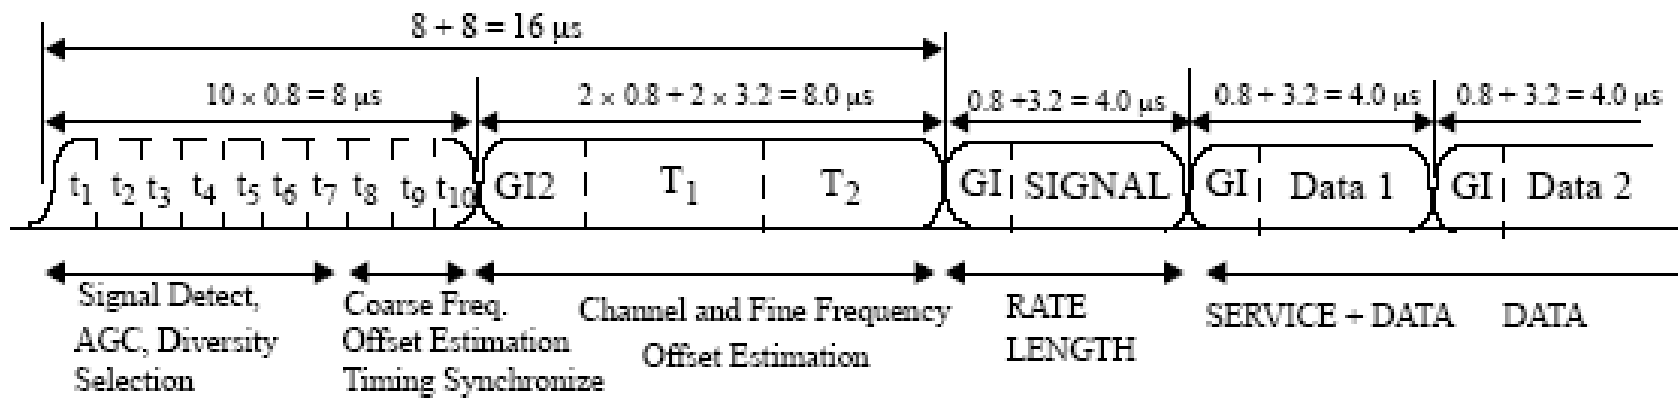 8 + 8 = 16 µs
10 × 0.8 = 8 µs
2 × 0.8 + 2 × 3.2 = 8.0 µs
0.8 +3.2 = 4.0 µs
0.8 + 3.2 = 4.0 µs
0.8 + 3.2 = 4.0 µs
t1 t2 t3 t4 t5 t6 t7 t8 t9 t10
GI2 T1 T2
GI SIGNAL
GI Data 1
GI Data 2
Signal Detect,
AGC, Diversity
Selection
Coarse Freq.
Offset Estimation
Timing Synchronize
Channel and Fine Frequency
Offset Estimation
RATE
LENGTH
SERVICE + DATA
DATA